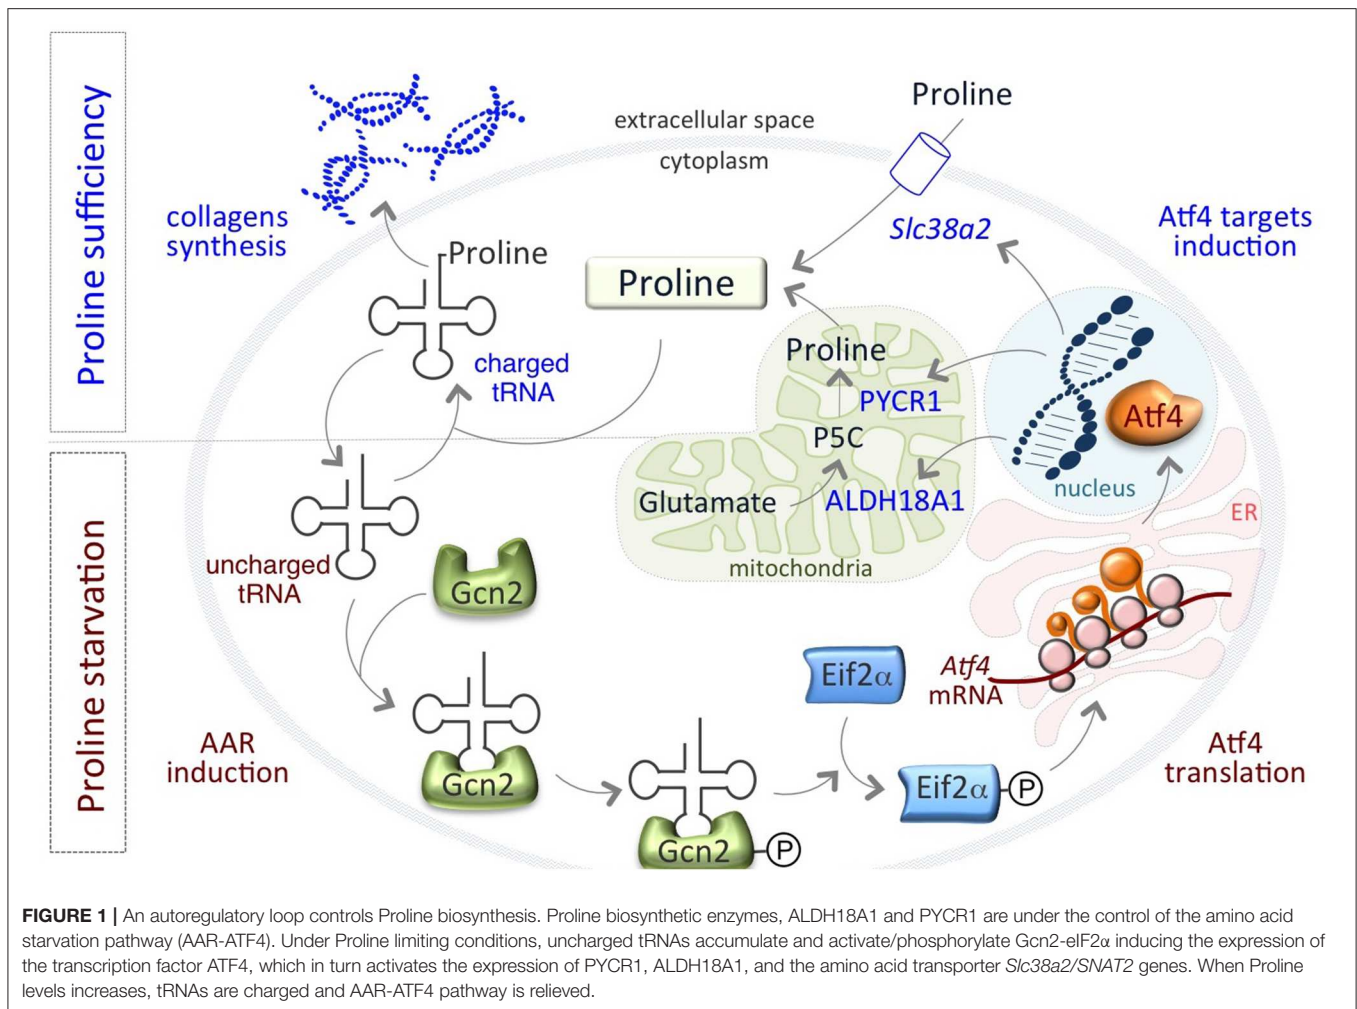 Proline sufficiency
Proline starvation
extracellular space
cytoplasm
Proline
Slc38a2
collagens
synthesis
Proline
Proline
charged
tRNA
Atf4 targets
induction
Proline
PYCR1
P5C
Glutamate
ALDH18A1
mitochondria
Atf4
nucleus
ER
uncharged
tRNA
Gcn2
AAR
induction
Gcn2
Gcn2
P
Eif2α
Eif2α
P
Atf4
mRNA
Atf4
translation
FIGURE 1 | An autoregulatory loop controls Proline biosynthesis. Proline biosynthetic enzymes, ALDH18A1 and PYCR1 are under the control of the amino acid
starvation pathway (AAR-ATF4). Under Proline limiting conditions, uncharged tRNAs accumulate and activate/phosphorylate Gcn2-eIF2α inducing the expression of
the transcription factor ATF4, which in turn activates the expression of PYCR1, ALDH18A1, and the amino acid transporter Slc38a2/SNAT2 genes. When Proline
levels increases, tRNAs are charged and AAR-ATF4 pathway is relieved.